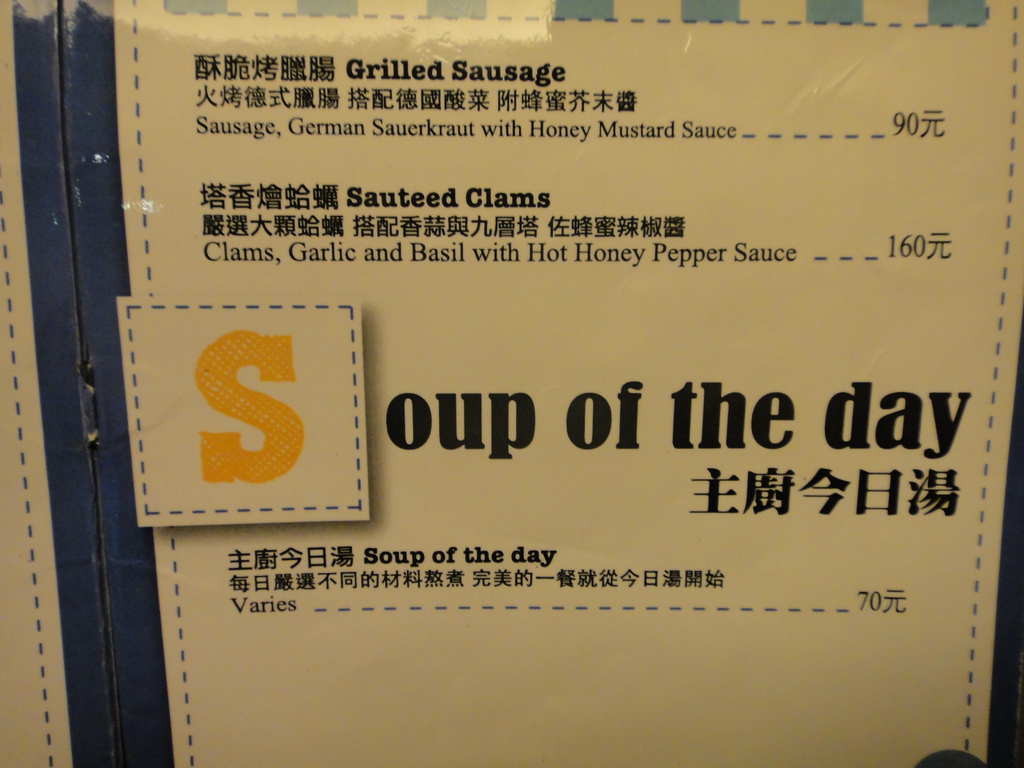 酥脆烤臘腸 Grilled Sausage
火烤德式臘腸 搭配德國酸菜 附蜂蜜芥末醬
Sausage, German Sauerkraut with Honey Mustard Sauce 90元
塔香燴蛤蠣 Sauteed Clams
嚴選大顆蛤蠣 搭配香蒜與九層塔 佐蜂蜜辣椒醬
Clams, Garlic and Basil with Hot Honey Pepper Sauce 160元
Soup of the day
主廚今日湯
主廚今日湯 Soup of the day
每日嚴選不同的材料熬煮 完美的一餐就從今日湯開始
Varies 70元